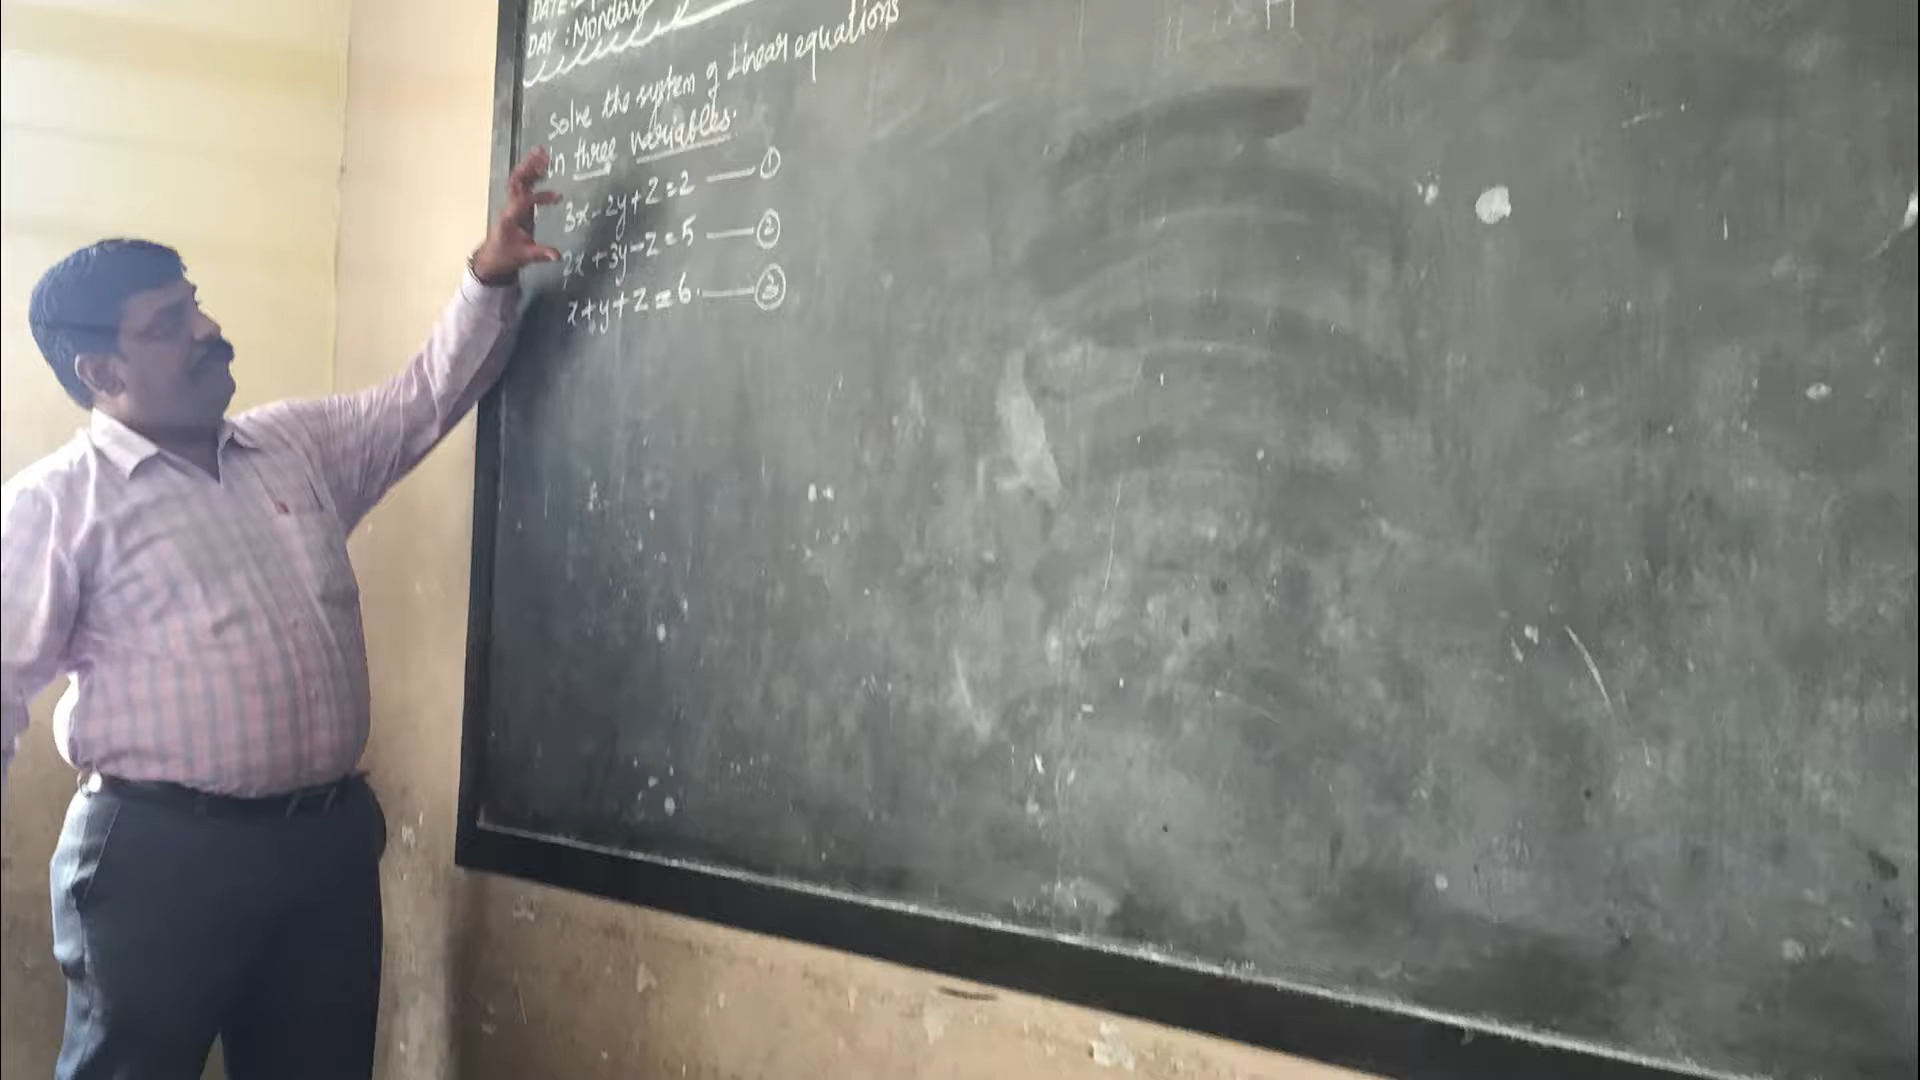 DATE:
DAY : Monday
Solve the system of Linear equations
in three variables.
3x-2y+z=2 —— ①
2x+3y-z=5 —— ②
x+y+z=6. —— ③